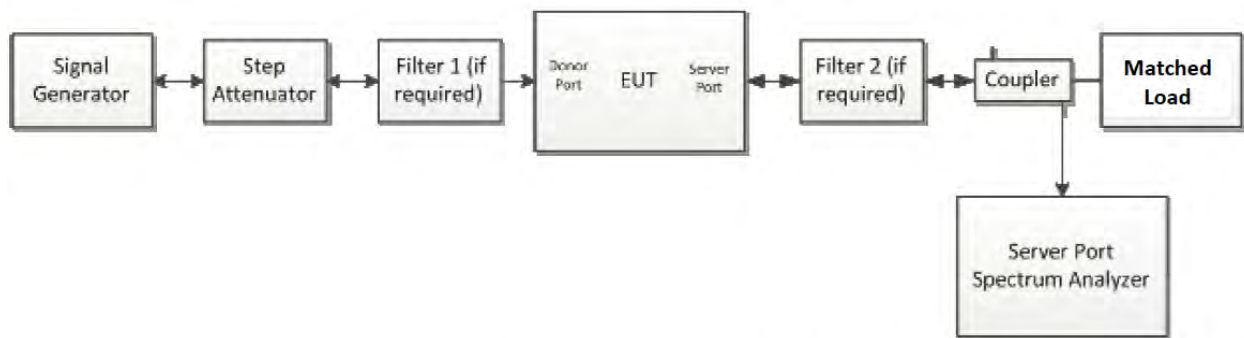 Signal
Generator
Step
Attenuator
Filter 1 (if
required)
Donor
Port
EUT
Server
Port
Filter 2 (if
required)
Coupler
Matched
Load
Server Port
Spectrum Analyzer